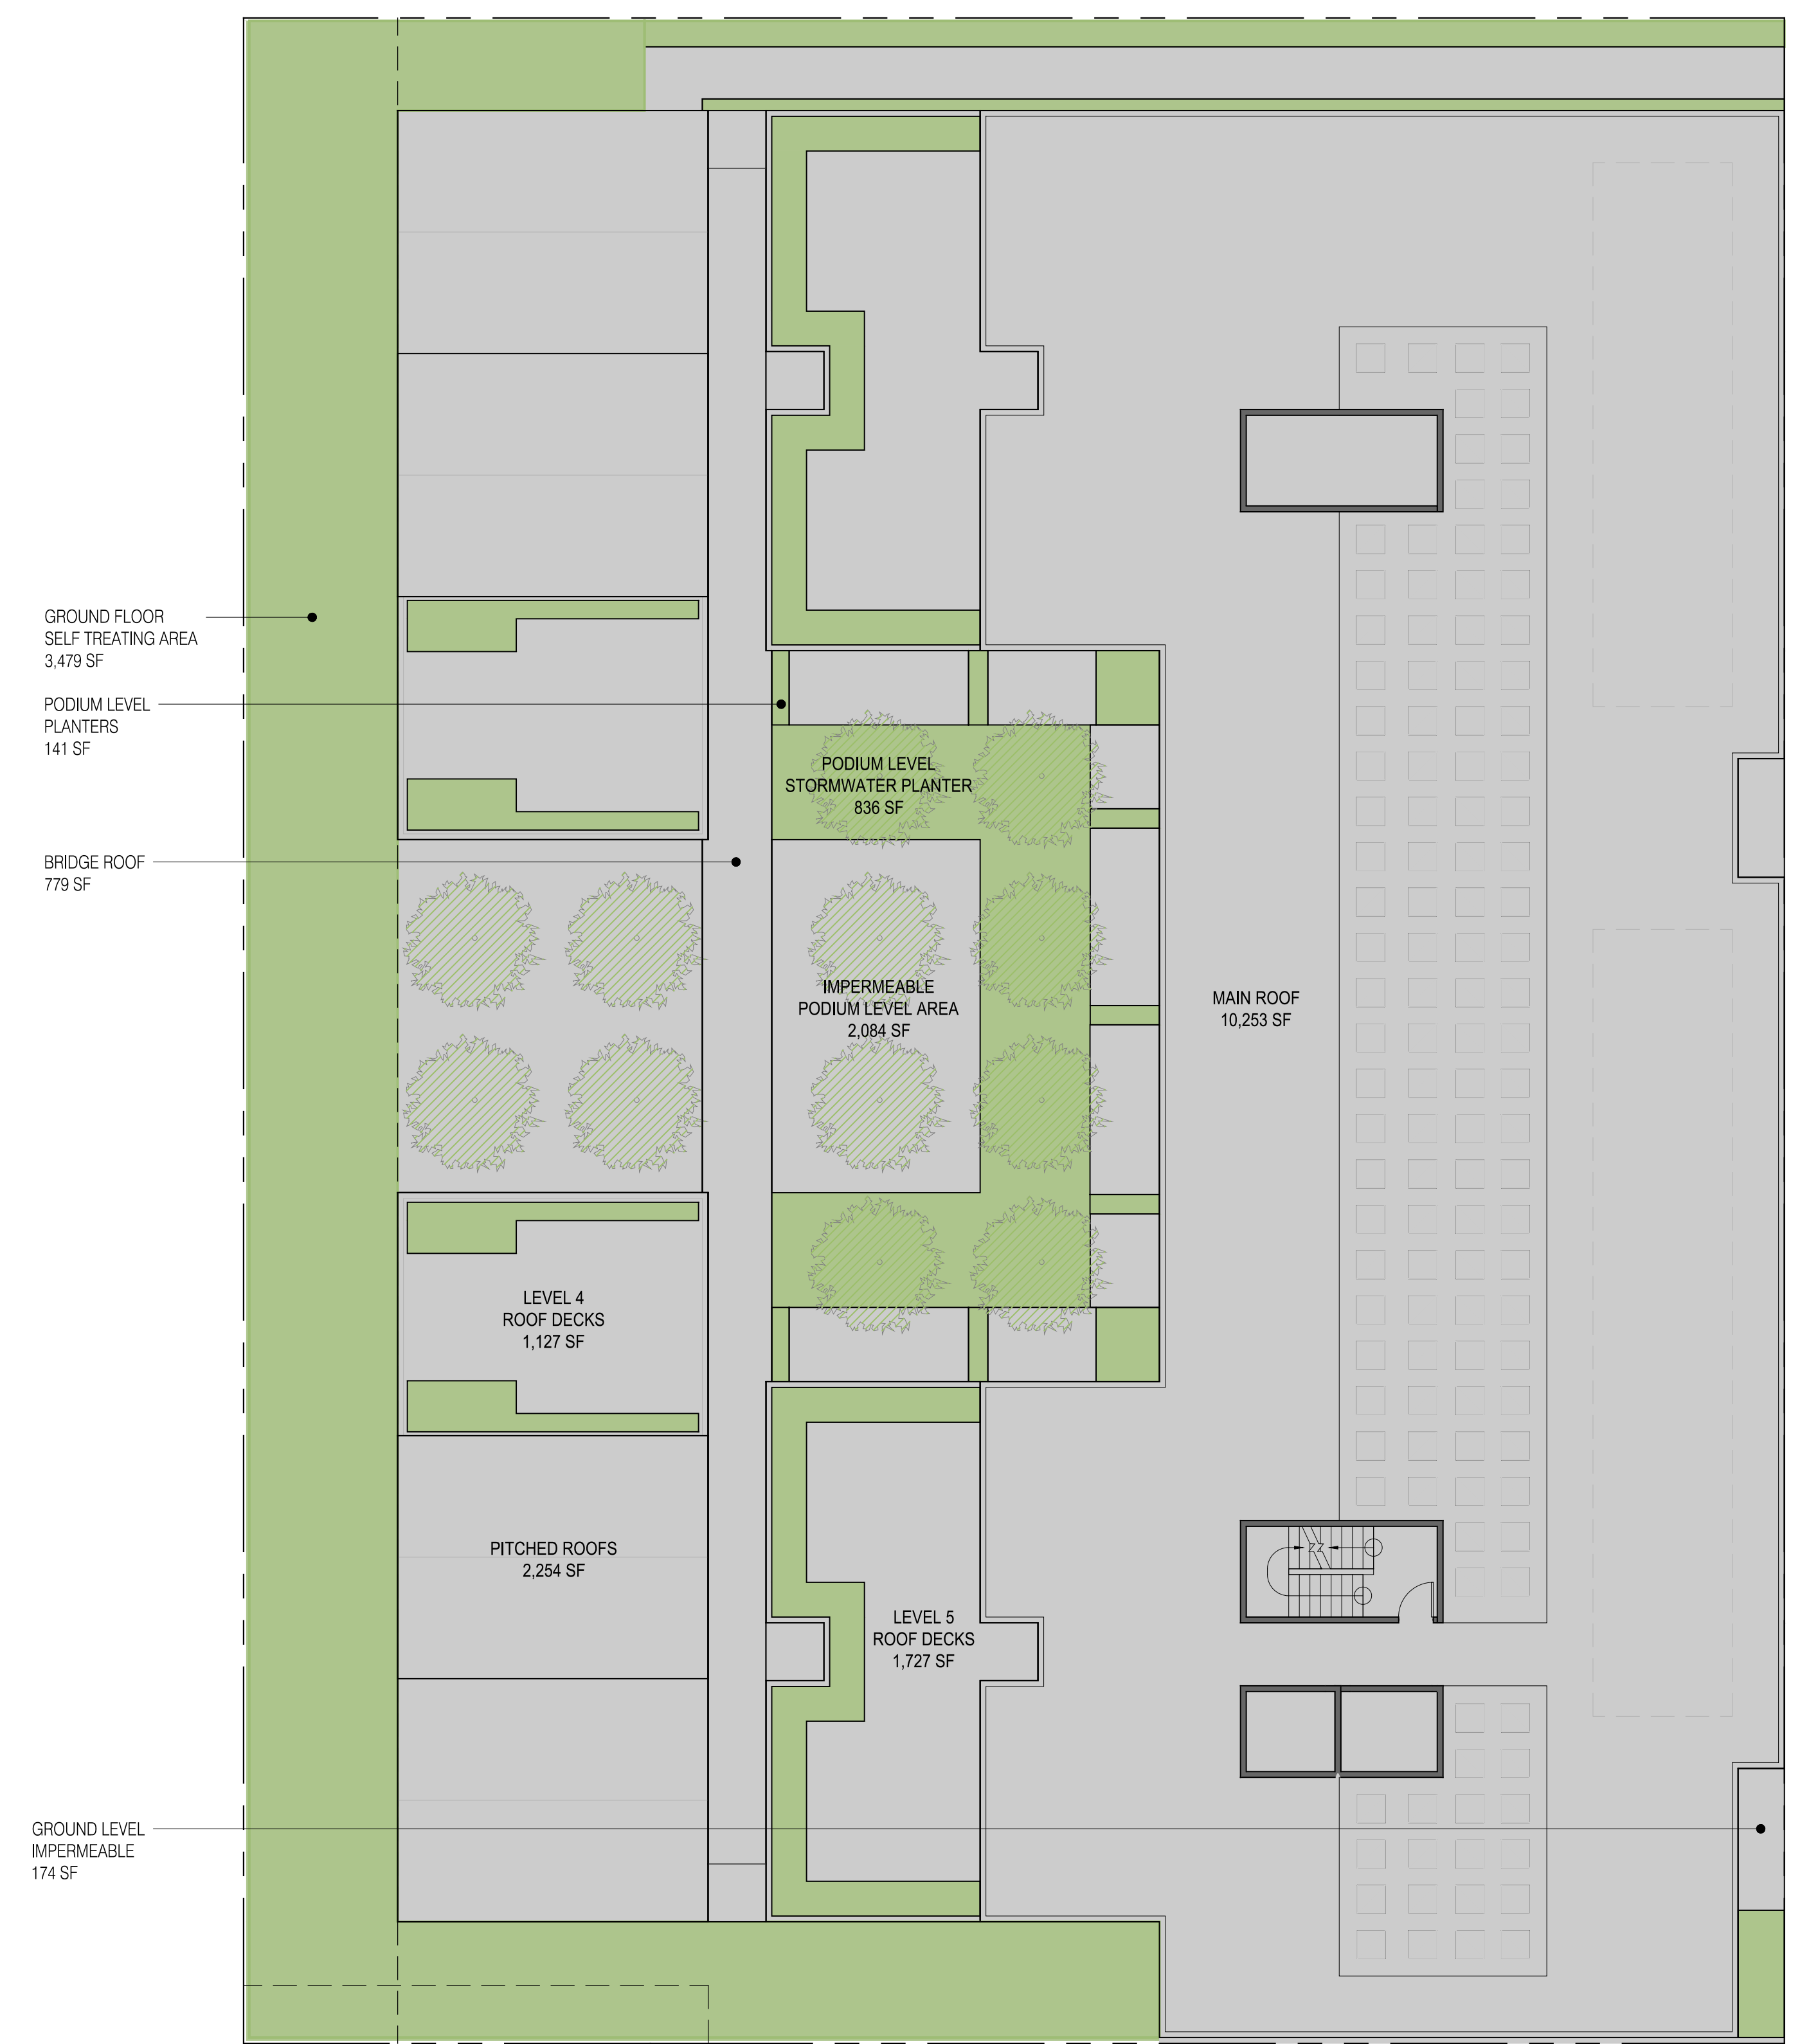 GROUND FLOOR
SELF TREATING AREA
3,479 SF
PODIUM LEVEL
PLANTERS
141 SF
PODIUM LEVEL
STORMWATER PLANTER
836 SF
BRIDGE ROOF
779 SF
IMPERMEABLE
PODIUM LEVEL AREA
2,084 SF
MAIN ROOF
10,253 SF
LEVEL 4
ROOF DECKS
1,127 SF
PITCHED ROOFS
2,254 SF
LEVEL 5
ROOF DECKS
1,727 SF
GROUND LEVEL
IMPERMEABLE
174 SF